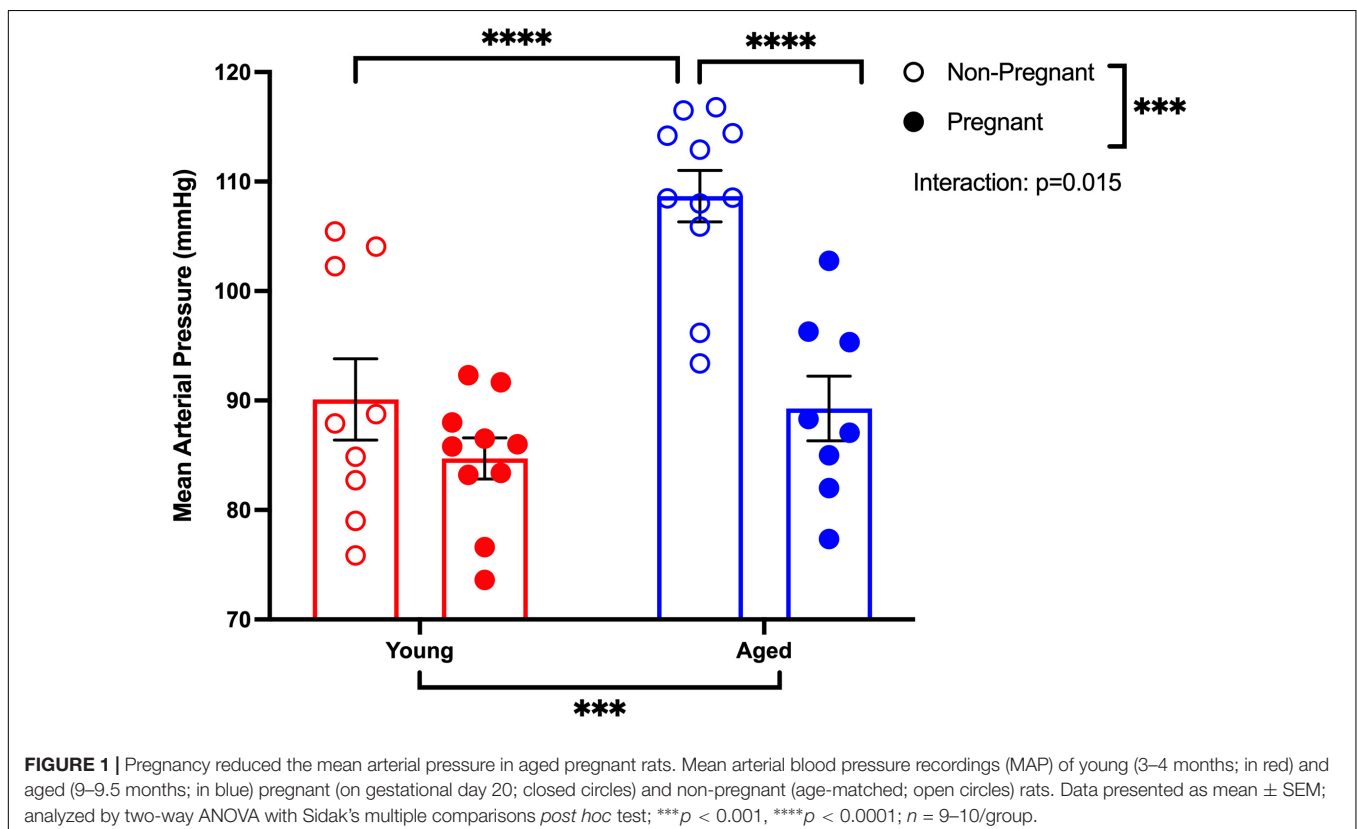 **** ****
120
Non-Pregnant
***
Pregnant
110
Interaction: p=0.015
Mean Arterial Pressure (mmHg)
100
90
80
70
Young Aged
***
FIGURE 1 | Pregnancy reduced the mean arterial pressure in aged pregnant rats. Mean arterial blood pressure recordings (MAP) of young (3–4 months; in red) and
aged (9–9.5 months; in blue) pregnant (on gestational day 20; closed circles) and non-pregnant (age-matched; open circles) rats. Data presented as mean ± SEM;
analyzed by two-way ANOVA with Sidak's multiple comparisons post hoc test; ***p < 0.001, ****p < 0.0001; n = 9–10/group.